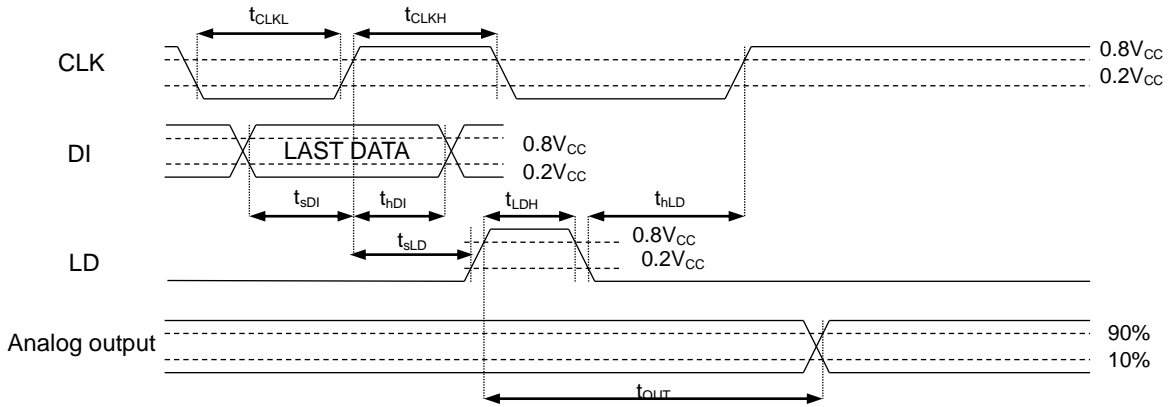 tCLKL
tCLKH
CLK
0.8VCC
0.2VCC
DI
LAST DATA
0.8VCC
0.2VCC
tsDI
thDI
tLDH
thLD
tsLD
0.8VCC
0.2VCC
LD
Analog output
90%
10%
tOUT